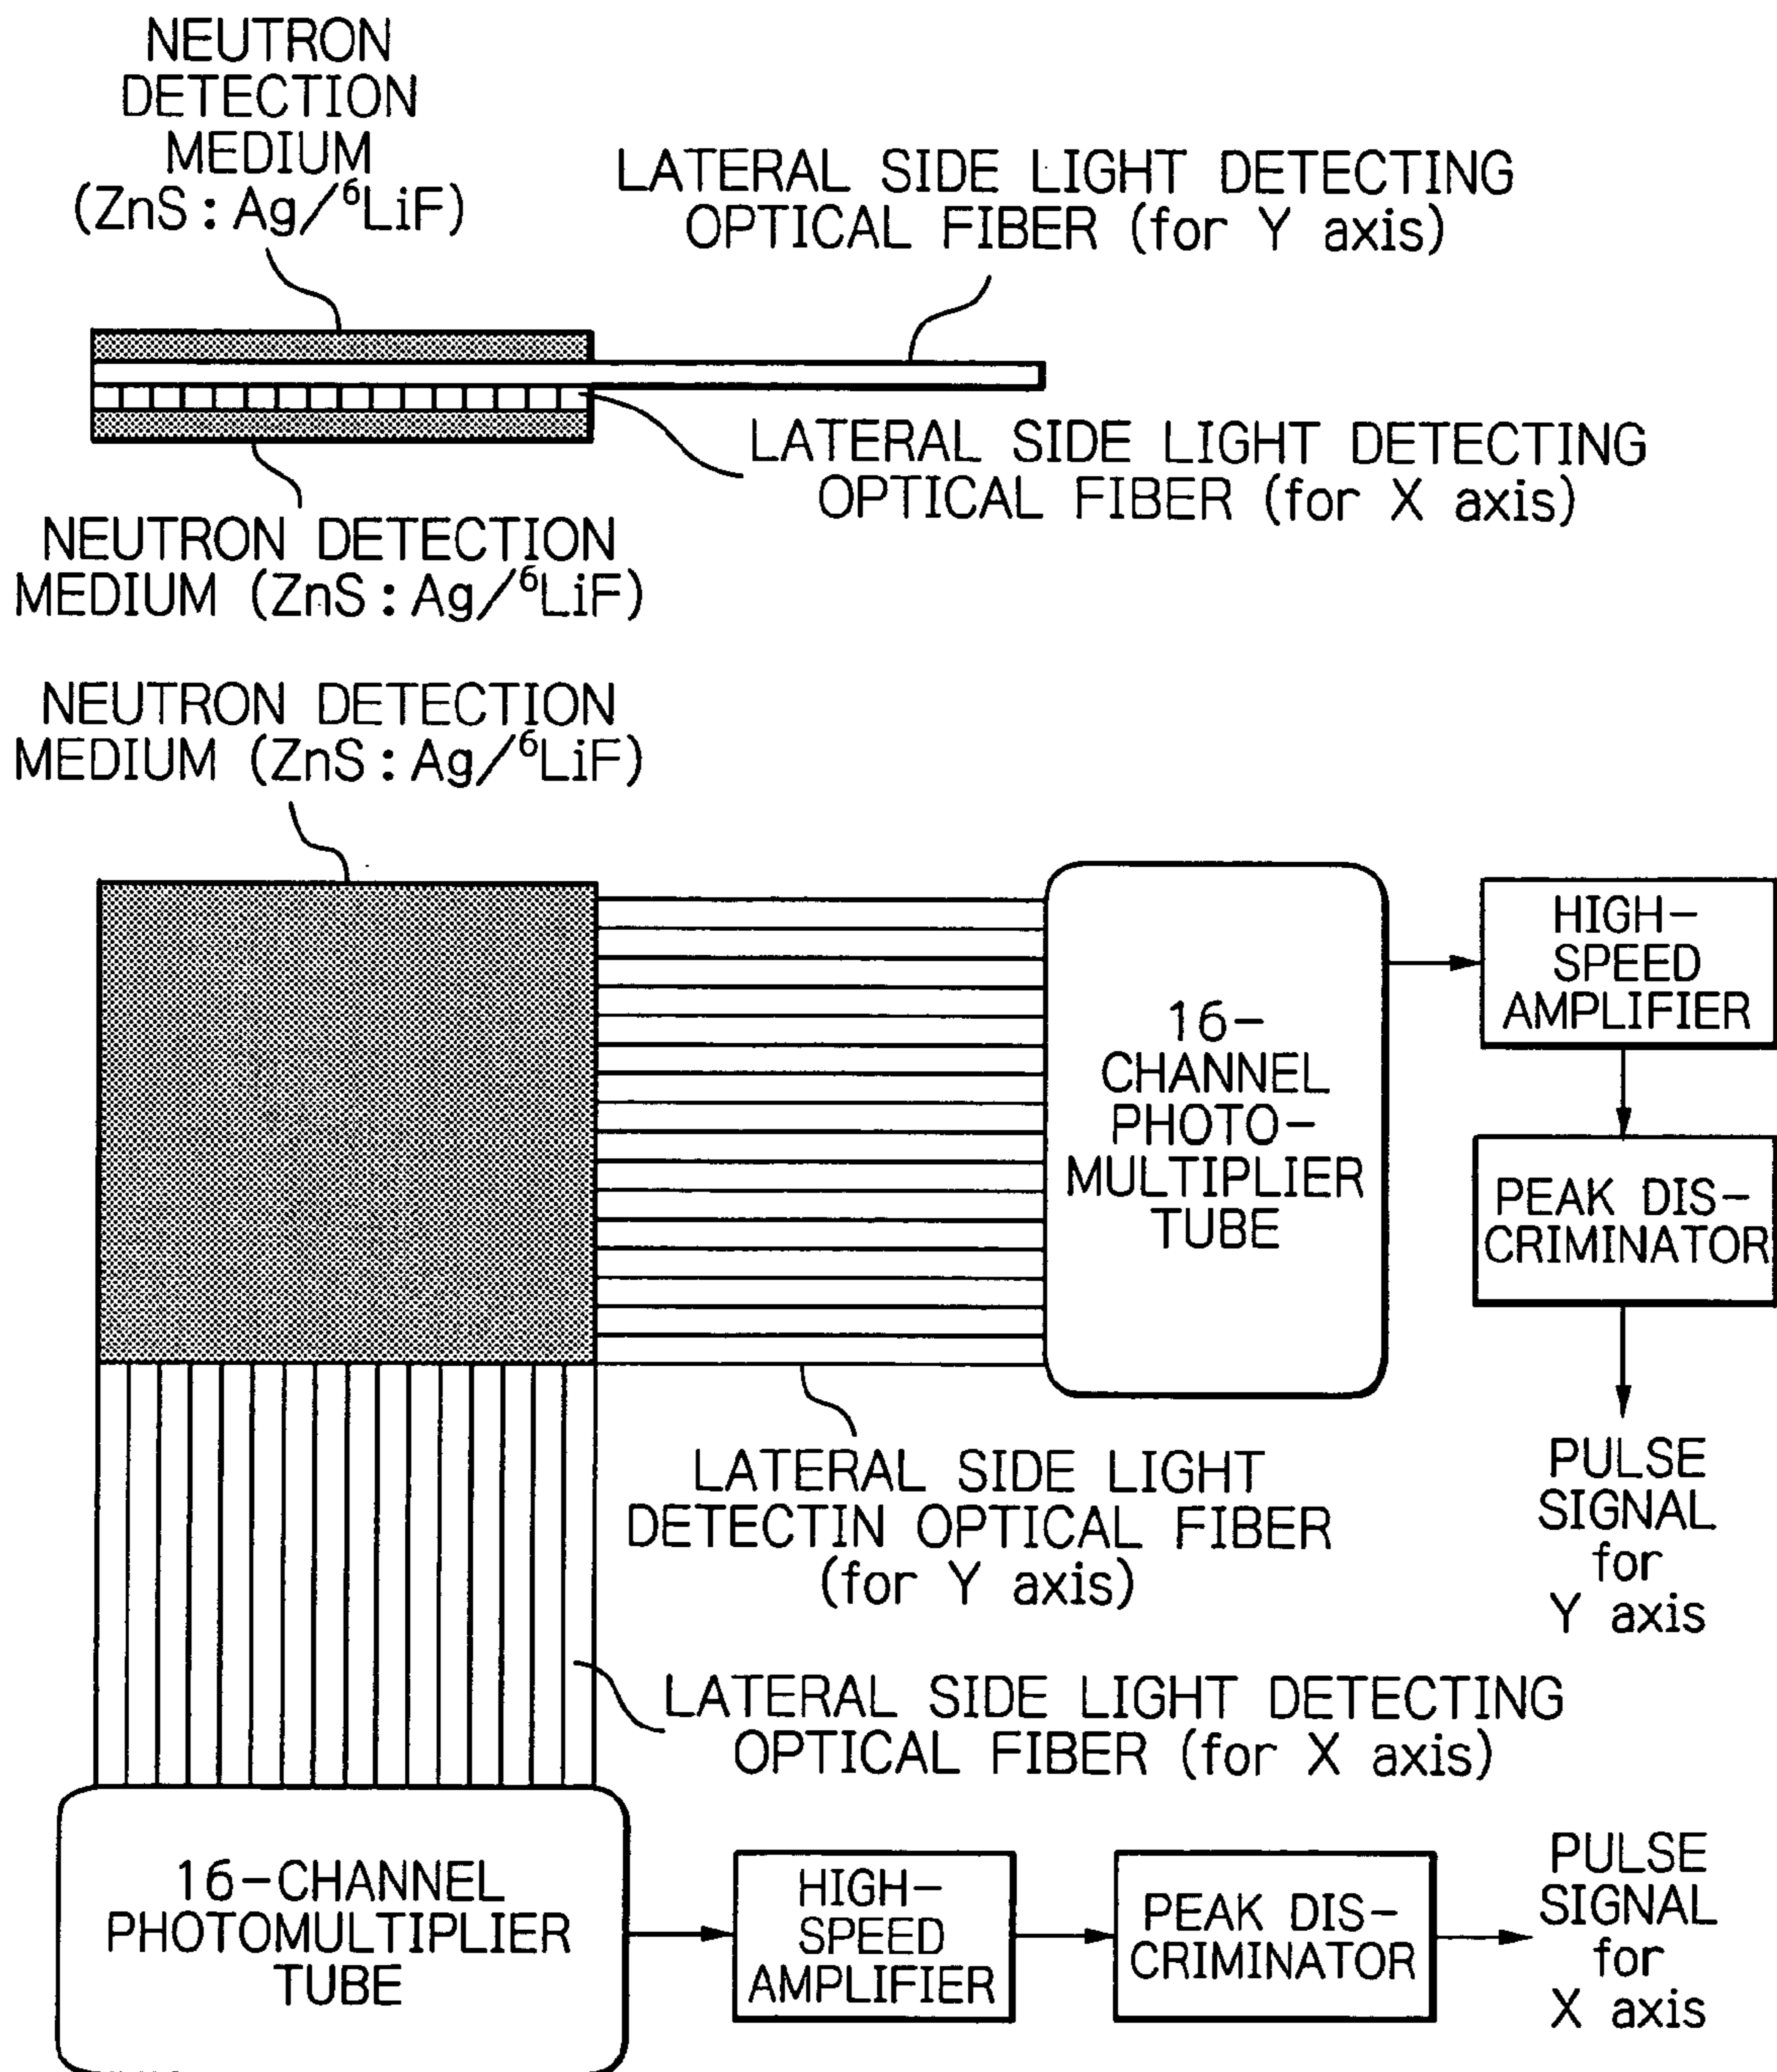 NEUTRON
DETECTION
MEDIUM
(ZnS:Ag/⁶LiF)
LATERAL SIDE LIGHT DETECTING
OPTICAL FIBER (for Y axis)
LATERAL SIDE LIGHT DETECTING
OPTICAL FIBER (for X axis)
NEUTRON DETECTION
MEDIUM (ZnS:Ag/⁶LiF)
NEUTRON DETECTION
MEDIUM (ZnS:Ag/⁶LiF)
16-
CHANNEL
PHOTO-
MULTIPLIER
TUBE
HIGH-
SPEED
AMPLIFIER
PEAK DIS-
CRIMINATOR
PULSE
SIGNAL
for
Y axis
LATERAL SIDE LIGHT
DETECTIN OPTICAL FIBER
(for Y axis)
LATERAL SIDE LIGHT DETECTING
OPTICAL FIBER (for X axis)
16-CHANNEL
PHOTOMULTIPLIER
TUBE
HIGH-
SPEED
AMPLIFIER
PEAK DIS-
CRIMINATOR
PULSE
SIGNAL
for
X axis